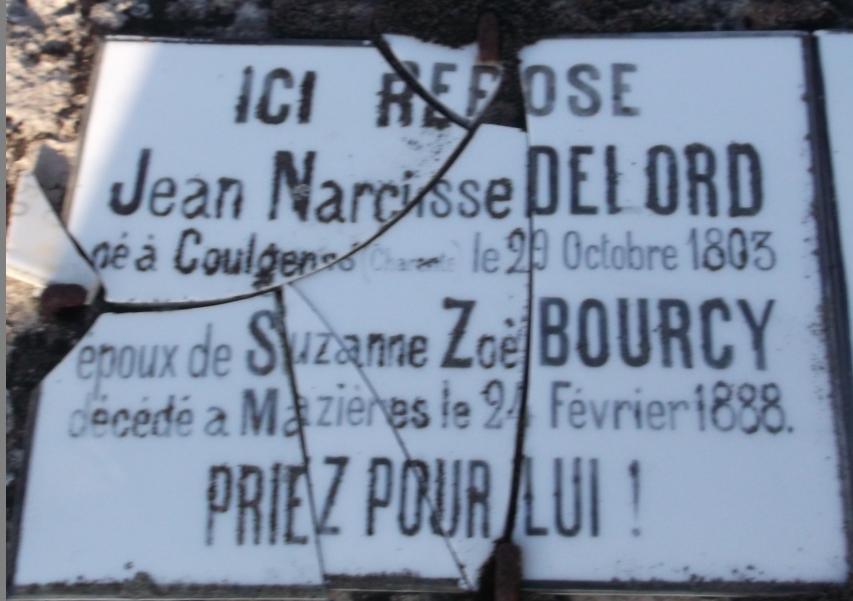 ICI REPOSE
Jean Narcisse DELORD
né à Coulgens (Charente) le 29 Octobre 1803
époux de Suzanne Zoë BOURCY
décédé a Mazières le 24 Février 1888.
PRIEZ POUR LUI !